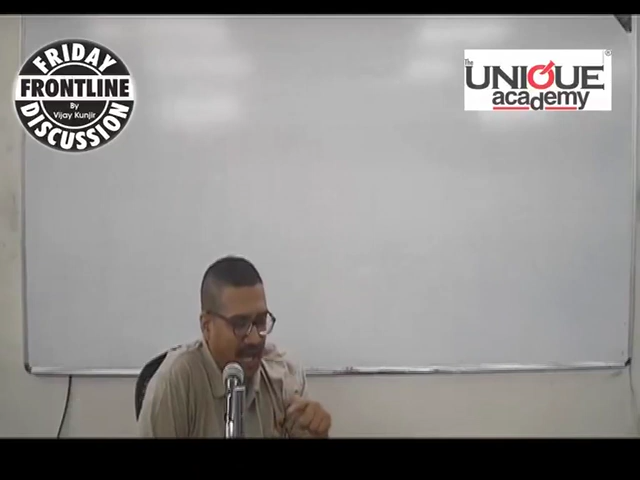 FRIDAY
FRONTLINE
By
Vijay Kunjir
DISCUSSION
The
UNIQUE
academy